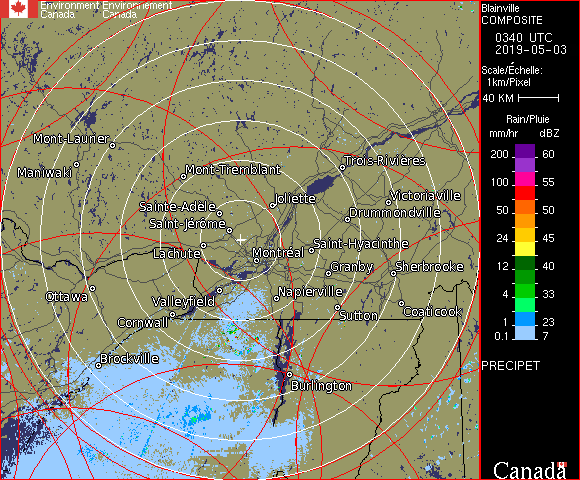 Environment Environnement
Canada Canada
Blainville
COMPOSITE
0340 UTC
2019-05-03
Scale/Échelle:
1km/Pixel
40 KM
Rain/Pluie
mm/hr dBZ
200 60
100 55
50 50
24 45
12 40
4 33
1 23
0.1 7
PRECIPET
Canada
Mont-Laurier
Maniwaki
Mont-Tremblant
Trois-Rivières
Joliette
Victoriaville
Sainte-Adèle
Drummondville
Saint-Jérôme
Saint-Hyacinthe
Lachute
Montréal
Granby
Sherbrooke
Ottawa
Valleyfield
Napierville
Cornwall
Sutton
Coaticook
Brockville
Burlington